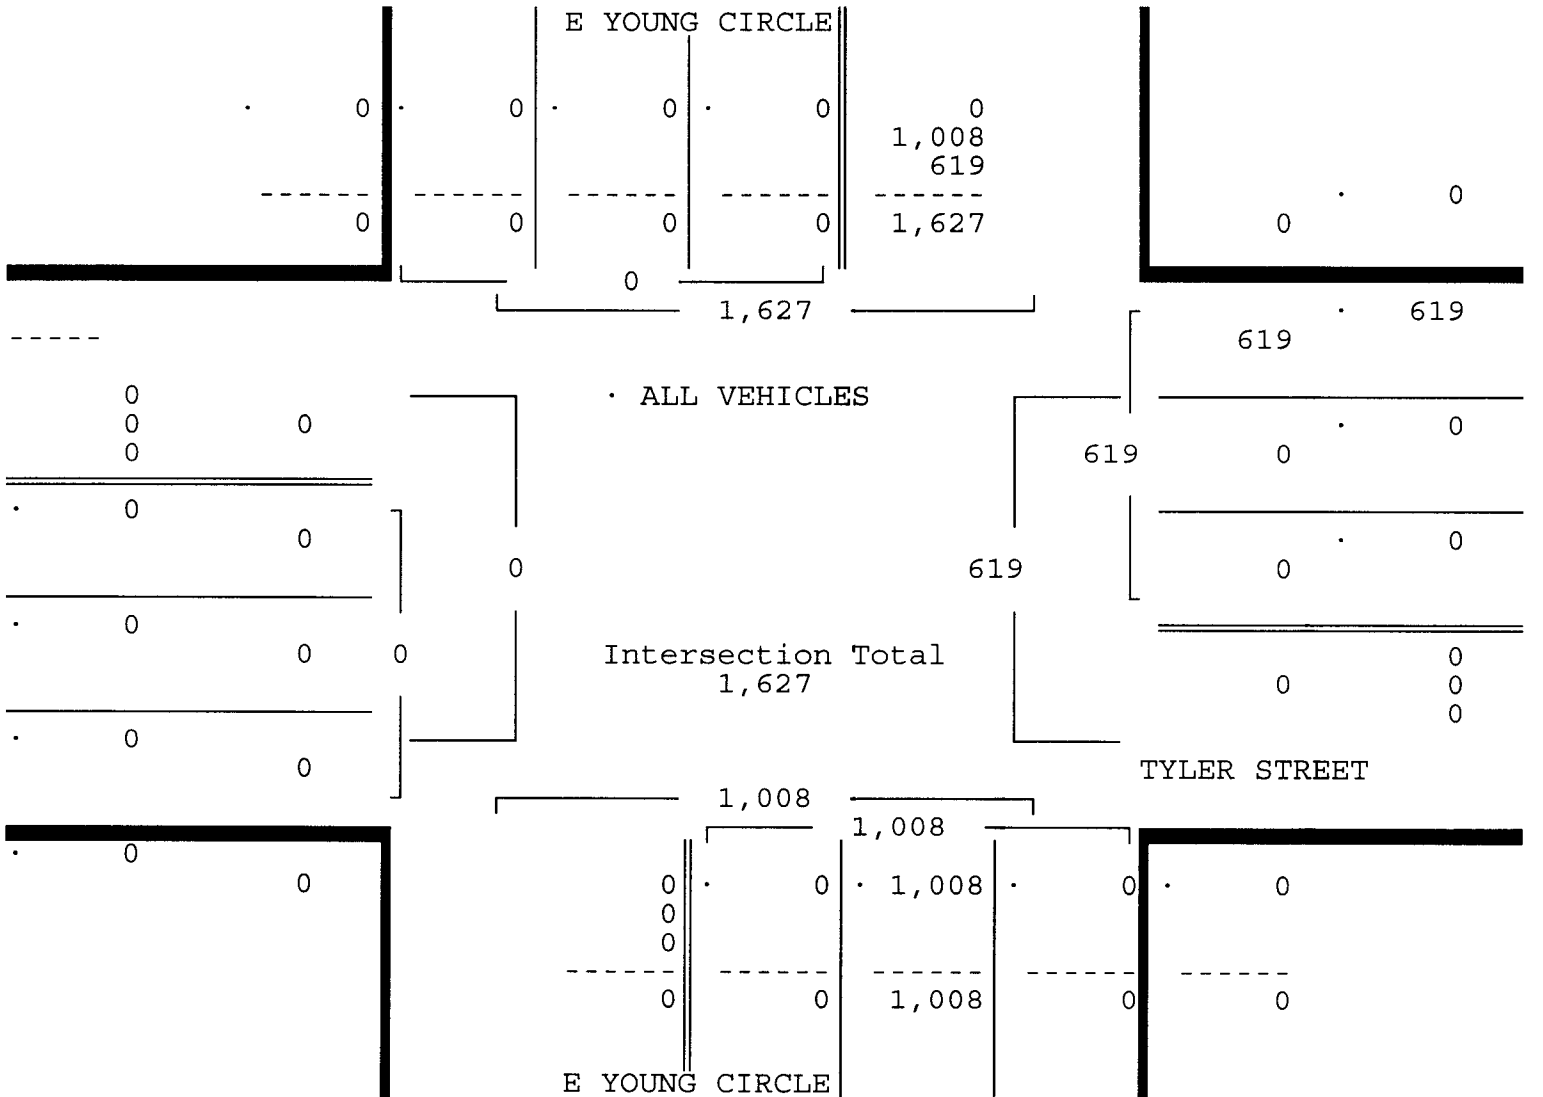 E YOUNG CIRCLE
· 0 · 0 · 0 · 0 0
1,008
619
------ ------ ------ ------ ------ · 0
0 0 0 0 1,627 0
0
1,627 · 619
----- 619
0 · ALL VEHICLES
0 0 · 0
0 619 0
· 0
0 · 0
0 619 0
· 0
0 0 Intersection Total 0
1,627 0 0
0
· 0
0 TYLER STREET
1,008
1,008
· 0
0 0 · 0 · 1,008 · 0 · 0
0
0
------ ------ ------ ------ ------
0 0 1,008 0 0
E YOUNG CIRCLE